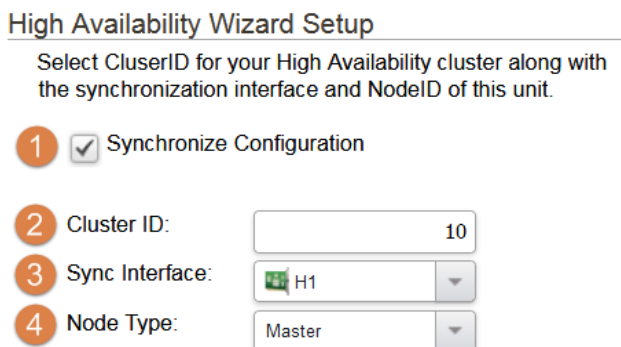 High Availability Wizard Setup
Select CluserID for your High Availability cluster along with
the synchronization interface and NodeID of this unit.
1 Synchronize Configuration
2 Cluster ID: 10
3 Sync Interface: H1
4 Node Type: Master